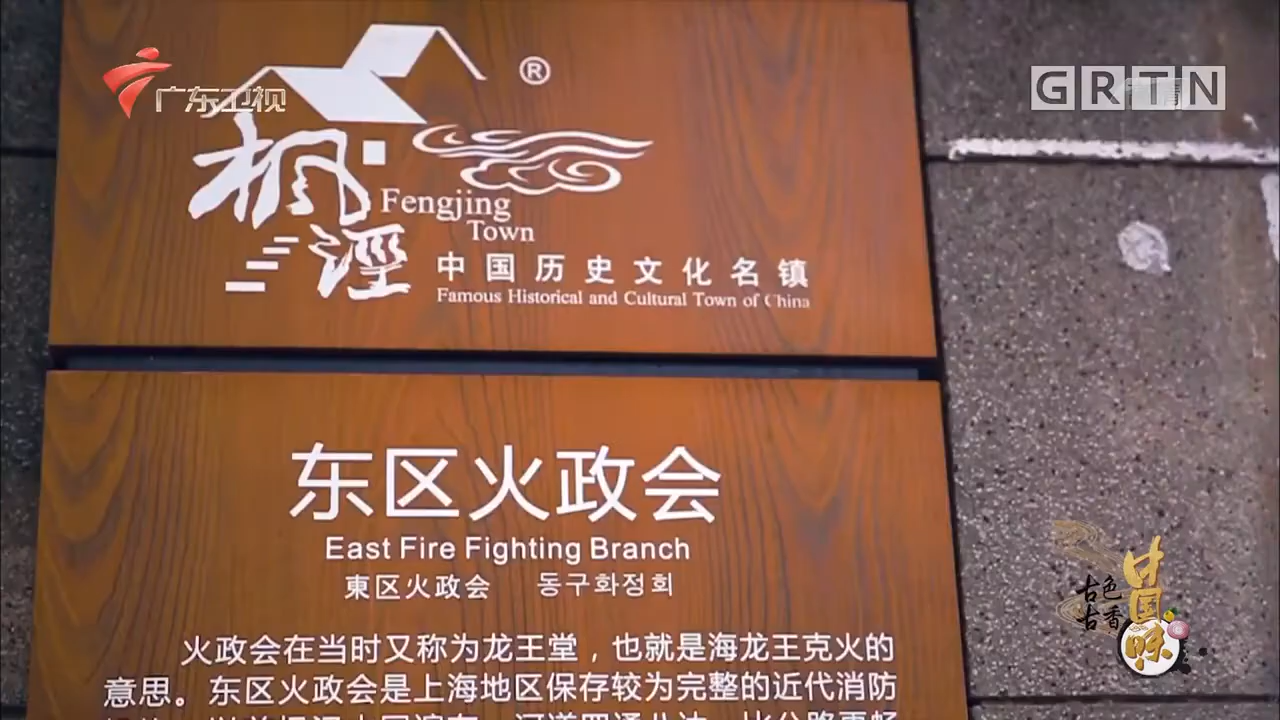 广东卫视
GRTN
枫泾
®
Fengjing
Town
中国历史文化名镇
Famous Historical and Cultural Town of China
东区火政会
East Fire Fighting Branch
東区火政会 동구화정회
火政会在当时又称为龙王堂，也就是海龙王克火的
意思。东区火政会是上海地区保存较为完整的近代消防
古色
古香
中国味